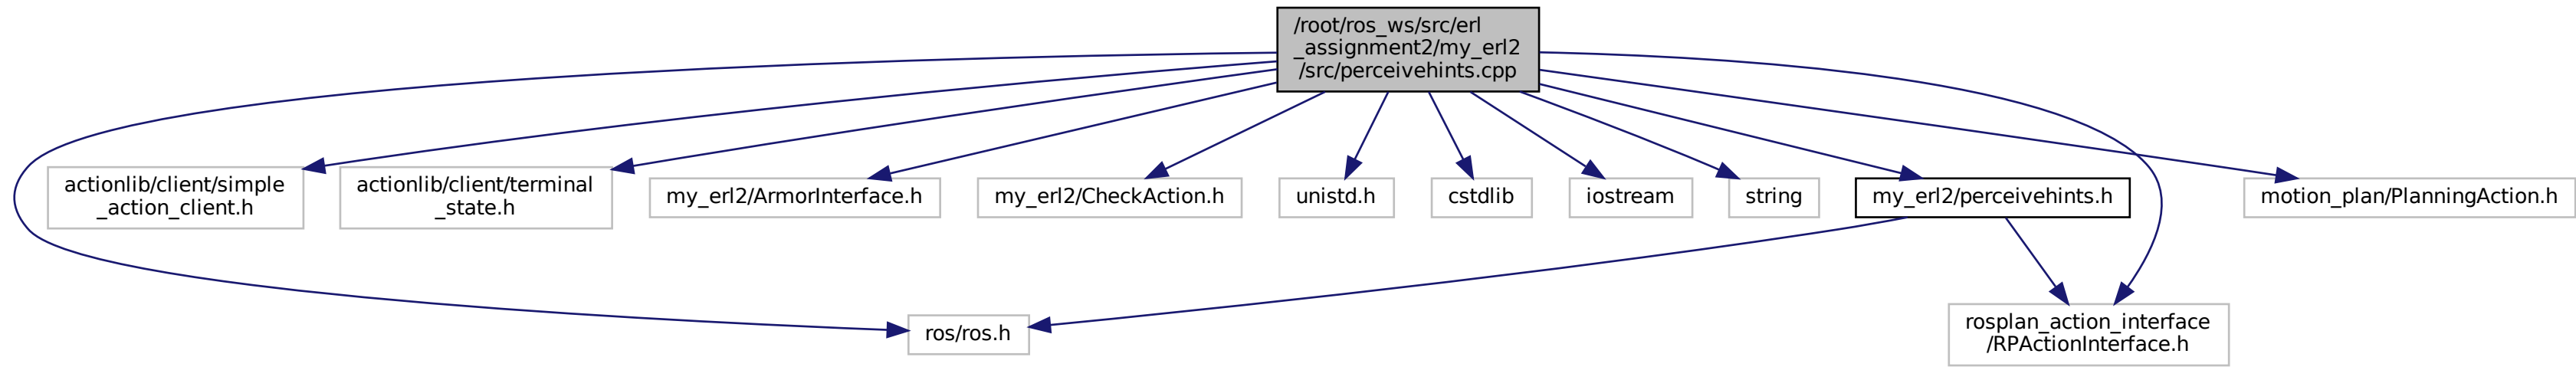 /root/ros_ws/src/erl
_assignment2/my_erl2
/src/perceivehints.cpp
actionlib/client/simple
_action_client.h
actionlib/client/terminal
_state.h
my_erl2/ArmorInterface.h
my_erl2/CheckAction.h
unistd.h
cstdlib
iostream
string
my_erl2/perceivehints.h
motion_plan/PlanningAction.h
ros/ros.h
rosplan_action_interface
/RPActionInterface.h